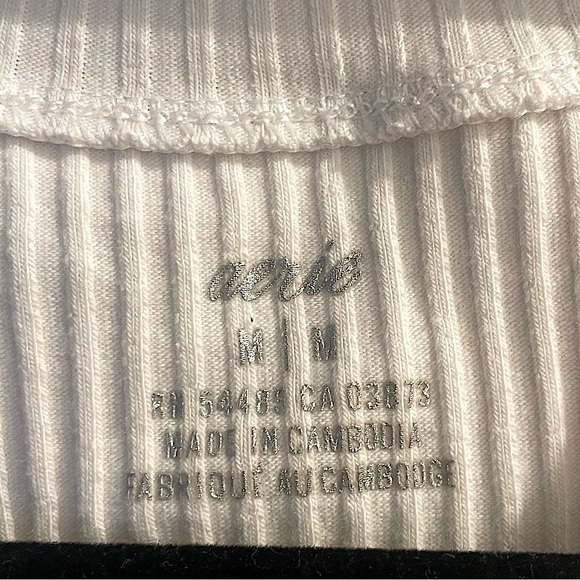 aerie
M | M
RN 54485 CA 03873
MADE IN CAMBODIA
FABRIQUÉ AU CAMBODGE